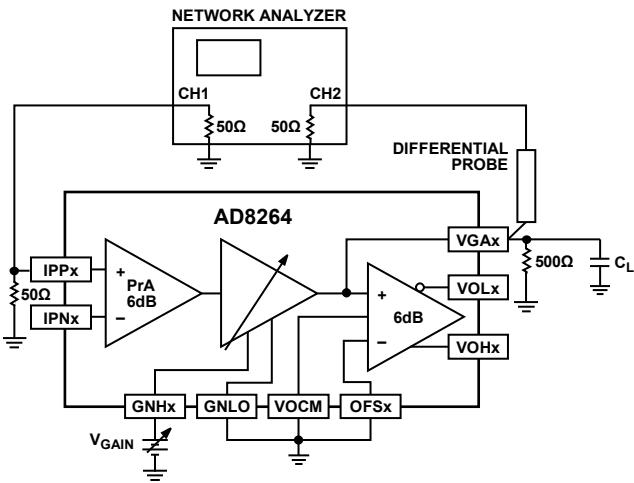 NETWORK ANALYZER
CH1
CH2
50Ω
50Ω
DIFFERENTIAL
PROBE
AD8264
VGAx
IPPx
+
PrA
6dB
–
IPNx
50Ω
+
6dB
–
VOLx
VOHx
500Ω
CL
GNHx
GNLO
VOCM
OFSx
VGAIN